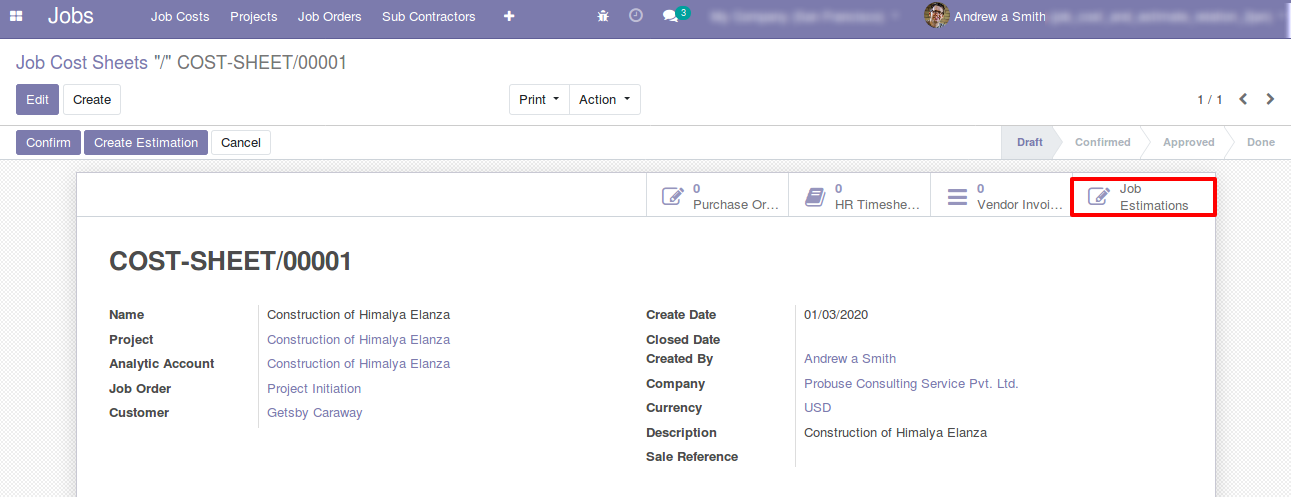 Jobs Job Costs Projects Job Orders Sub Contractors 3 Andrew a Smith
Job Cost Sheets "/" COST-SHEET/00001
Edit Create Print Action 1 / 1
Confirm Create Estimation Cancel Draft Confirmed Approved Done
0 0 0 Job
Purchase Or... HR Timeshe... Vendor Invoi... Estimations
COST-SHEET/00001
Name Construction of Himalya Elanza Create Date 01/03/2020
Project Construction of Himalya Elanza Closed Date
Analytic Account Construction of Himalya Elanza Created By Andrew a Smith
Job Order Project Initiation Company Probuse Consulting Service Pvt. Ltd.
Customer Getsby Caraway Currency USD
Description Construction of Himalya Elanza
Sale Reference